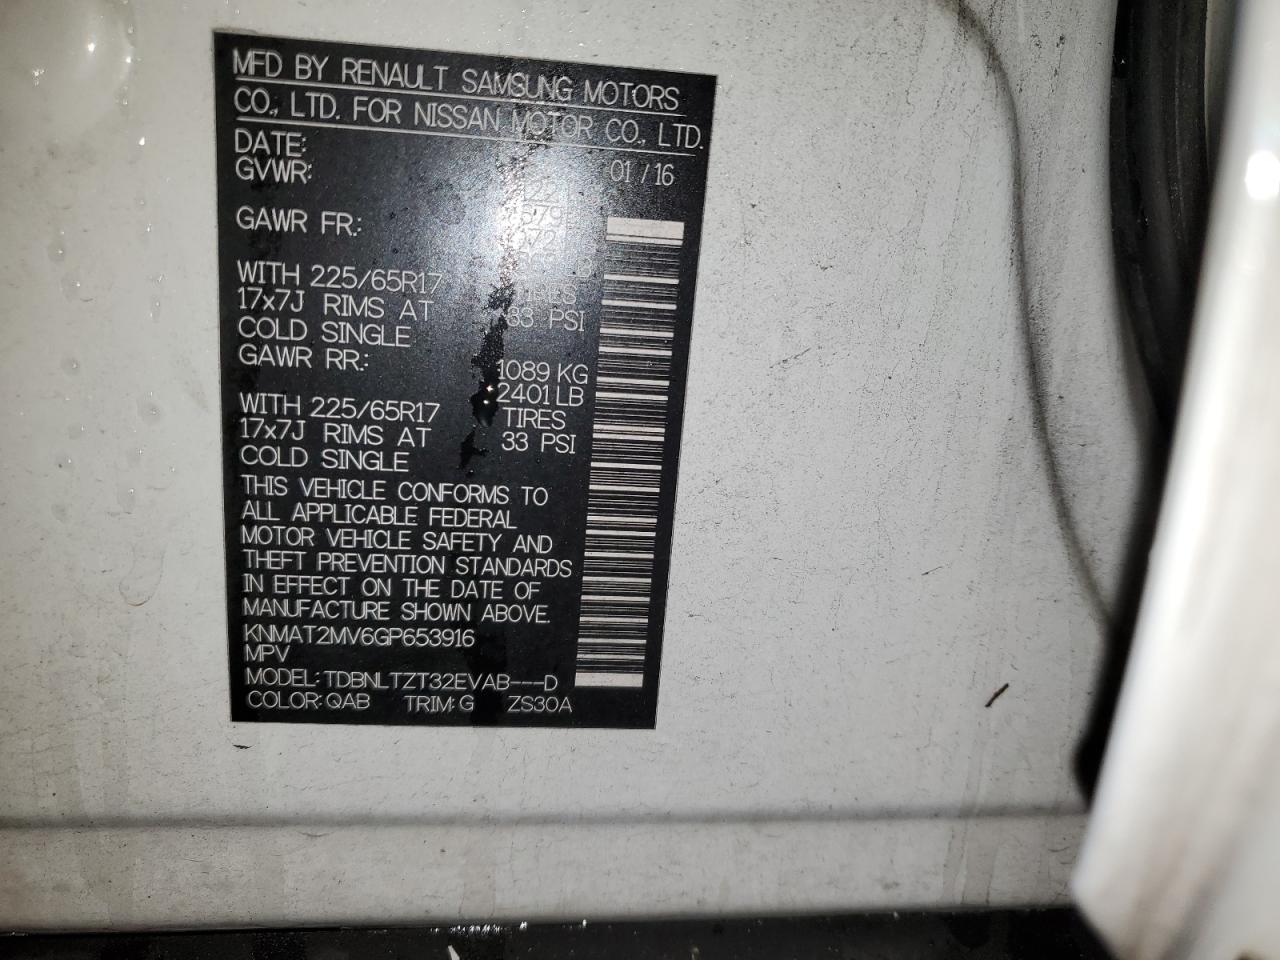 MFD BY RENAULT SAMSUNG MOTORS
CO., LTD. FOR NISSAN MOTOR CO., LTD.
DATE: 01 / 16
GVWR:
GAWR FR:
WITH 225/65R17 TIRES
17x7J RIMS AT 33 PSI
COLD SINGLE
GAWR RR: 1089 KG
2401 LB
WITH 225/65R17 TIRES
17x7J RIMS AT 33 PSI
COLD SINGLE
THIS VEHICLE CONFORMS TO
ALL APPLICABLE FEDERAL
MOTOR VEHICLE SAFETY AND
THEFT PREVENTION STANDARDS
IN EFFECT ON THE DATE OF
MANUFACTURE SHOWN ABOVE.
KNMAT2MV6GP653916
MPV
MODEL: TDBNLTZT32EVAB---D
COLOR: QAB TRIM: G ZS30A